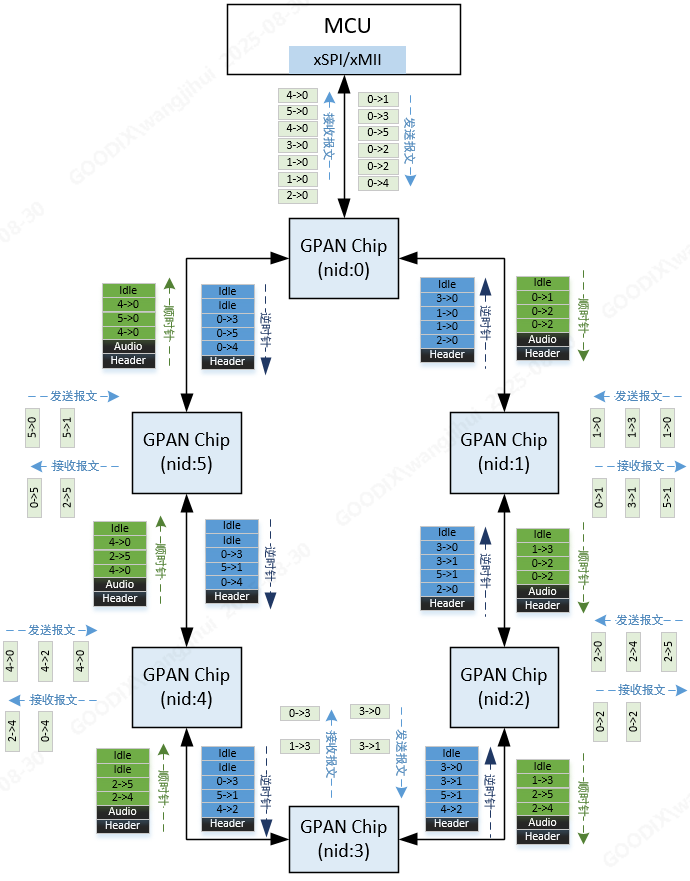 MCU
xSPI/xMII
4->0
5->0
4->0
3->0
1->0
1->0
2->0
接收报文
0->1
0->3
0->5
0->2
0->2
0->4
发送报文
GPAN Chip
(nid:0)
Idle
4->0
5->0
4->0
Audio
Header
顺时针
Idle
Idle
0->3
0->5
0->4
Header
逆时针
Idle
3->0
1->0
1->0
2->0
Header
逆时针
Idle
0->1
0->2
0->2
Audio
Header
顺时针
发送报文
5->0
5->1
接收报文
0->5
2->5
GPAN Chip
(nid:5)
GPAN Chip
(nid:1)
发送报文
1->0
1->3
1->0
接收报文
0->1
3->1
5->1
Idle
4->0
2->5
4->0
Audio
Header
顺时针
Idle
Idle
0->3
5->1
0->4
Header
逆时针
Idle
3->0
3->1
5->1
2->0
Header
逆时针
Idle
1->3
0->2
0->2
Audio
Header
顺时针
发送报文
4->0
4->2
4->0
接收报文
2->4
0->4
GPAN Chip
(nid:4)
GPAN Chip
(nid:2)
发送报文
2->0
2->4
2->5
接收报文
0->2
0->2
Idle
Idle
2->5
2->4
Audio
Header
顺时针
Idle
Idle
0->3
5->1
4->2
Header
逆时针
0->3
1->3
接收报文
3->0
3->1
发送报文
Idle
3->0
3->1
5->1
4->2
Header
逆时针
Idle
1->3
2->5
2->4
Audio
Header
顺时针
GPAN Chip
(nid:3)
GOODIX\wangjihui 2025-08-30